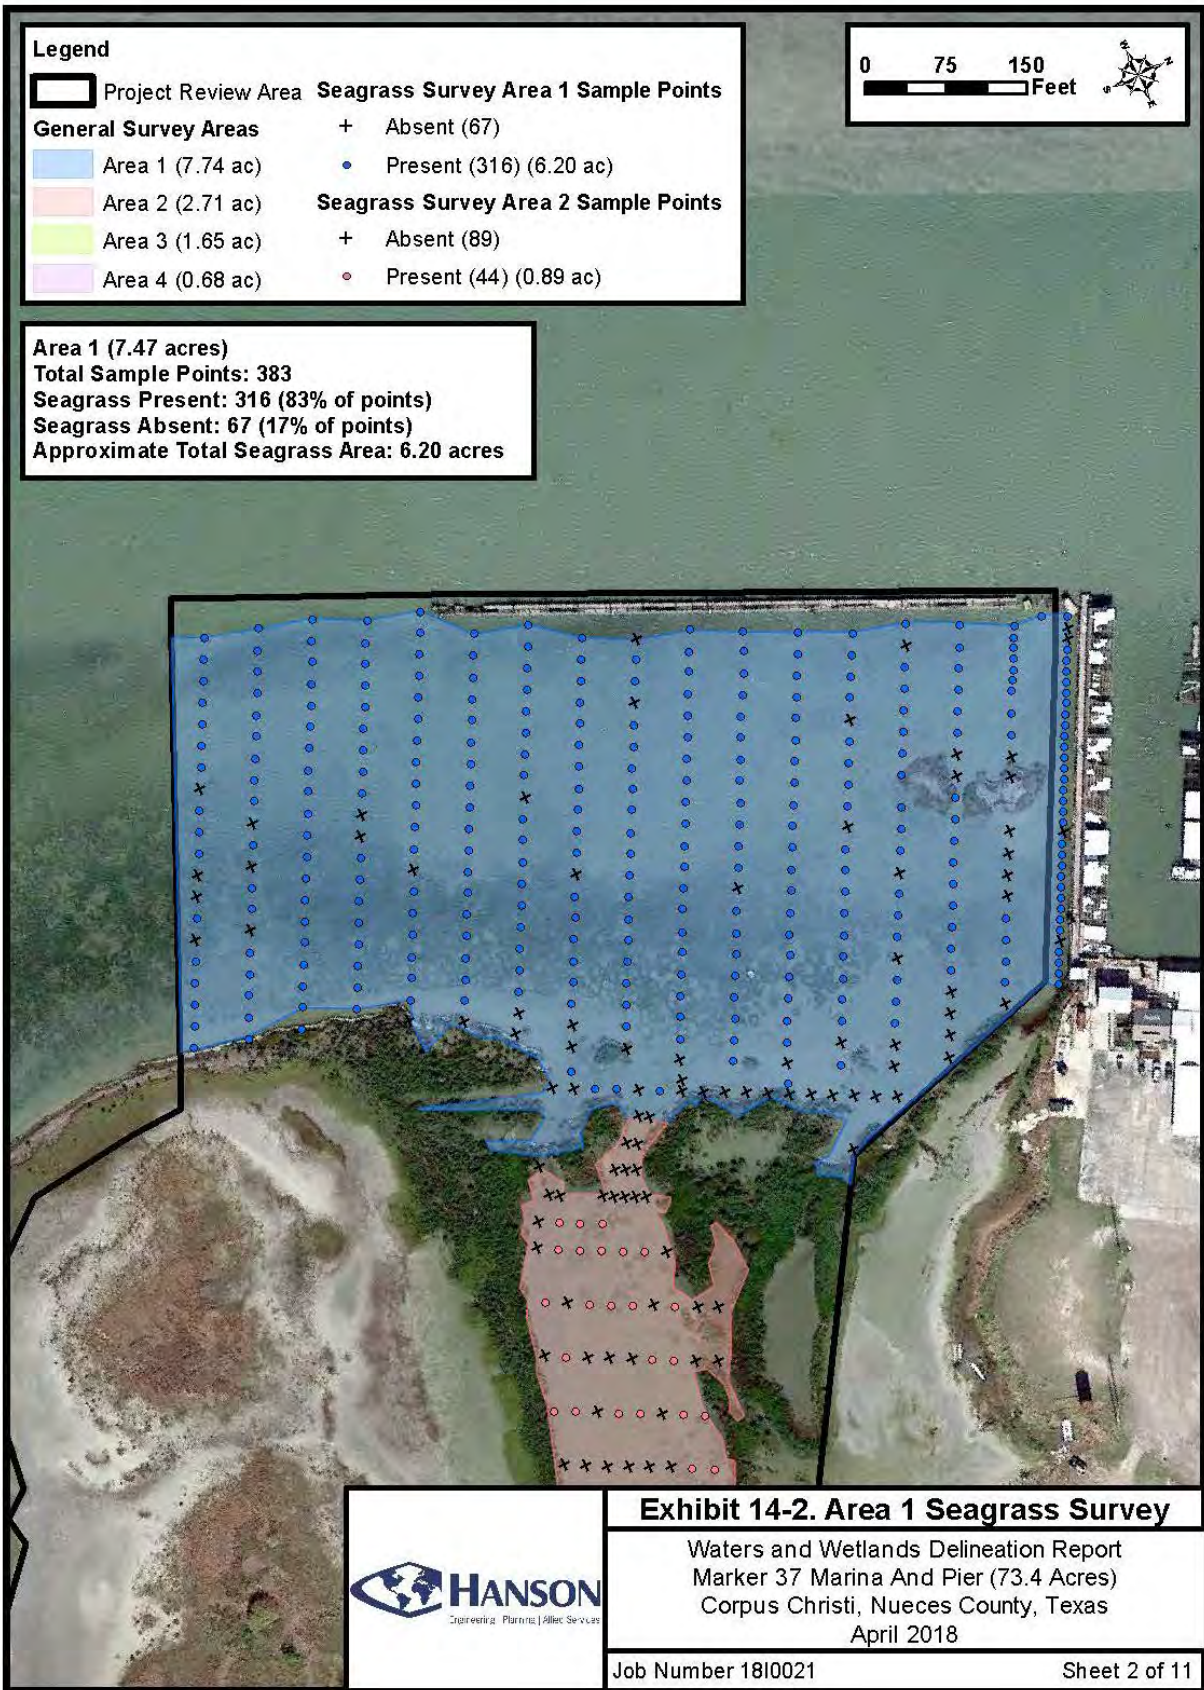 Legend
Project Review Area
General Survey Areas
Area 1 (7.74 ac)
Area 2 (2.71 ac)
Area 3 (1.65 ac)
Area 4 (0.68 ac)
Seagrass Survey Area 1 Sample Points
Absent (67)
Present (316) (6.20 ac)
Seagrass Survey Area 2 Sample Points
Absent (89)
Present (44) (0.89 ac)
0 75 150
Feet
N
Area 1 (7.47 acres)
Total Sample Points: 383
Seagrass Present: 316 (83% of points)
Seagrass Absent: 67 (17% of points)
Approximate Total Seagrass Area: 6.20 acres
HANSON
Engineering | Planning | Allied Services
Exhibit 14-2. Area 1 Seagrass Survey
Waters and Wetlands Delineation Report
Marker 37 Marina And Pier (73.4 Acres)
Corpus Christi, Nueces County, Texas
April 2018
Job Number 18I0021
Sheet 2 of 11